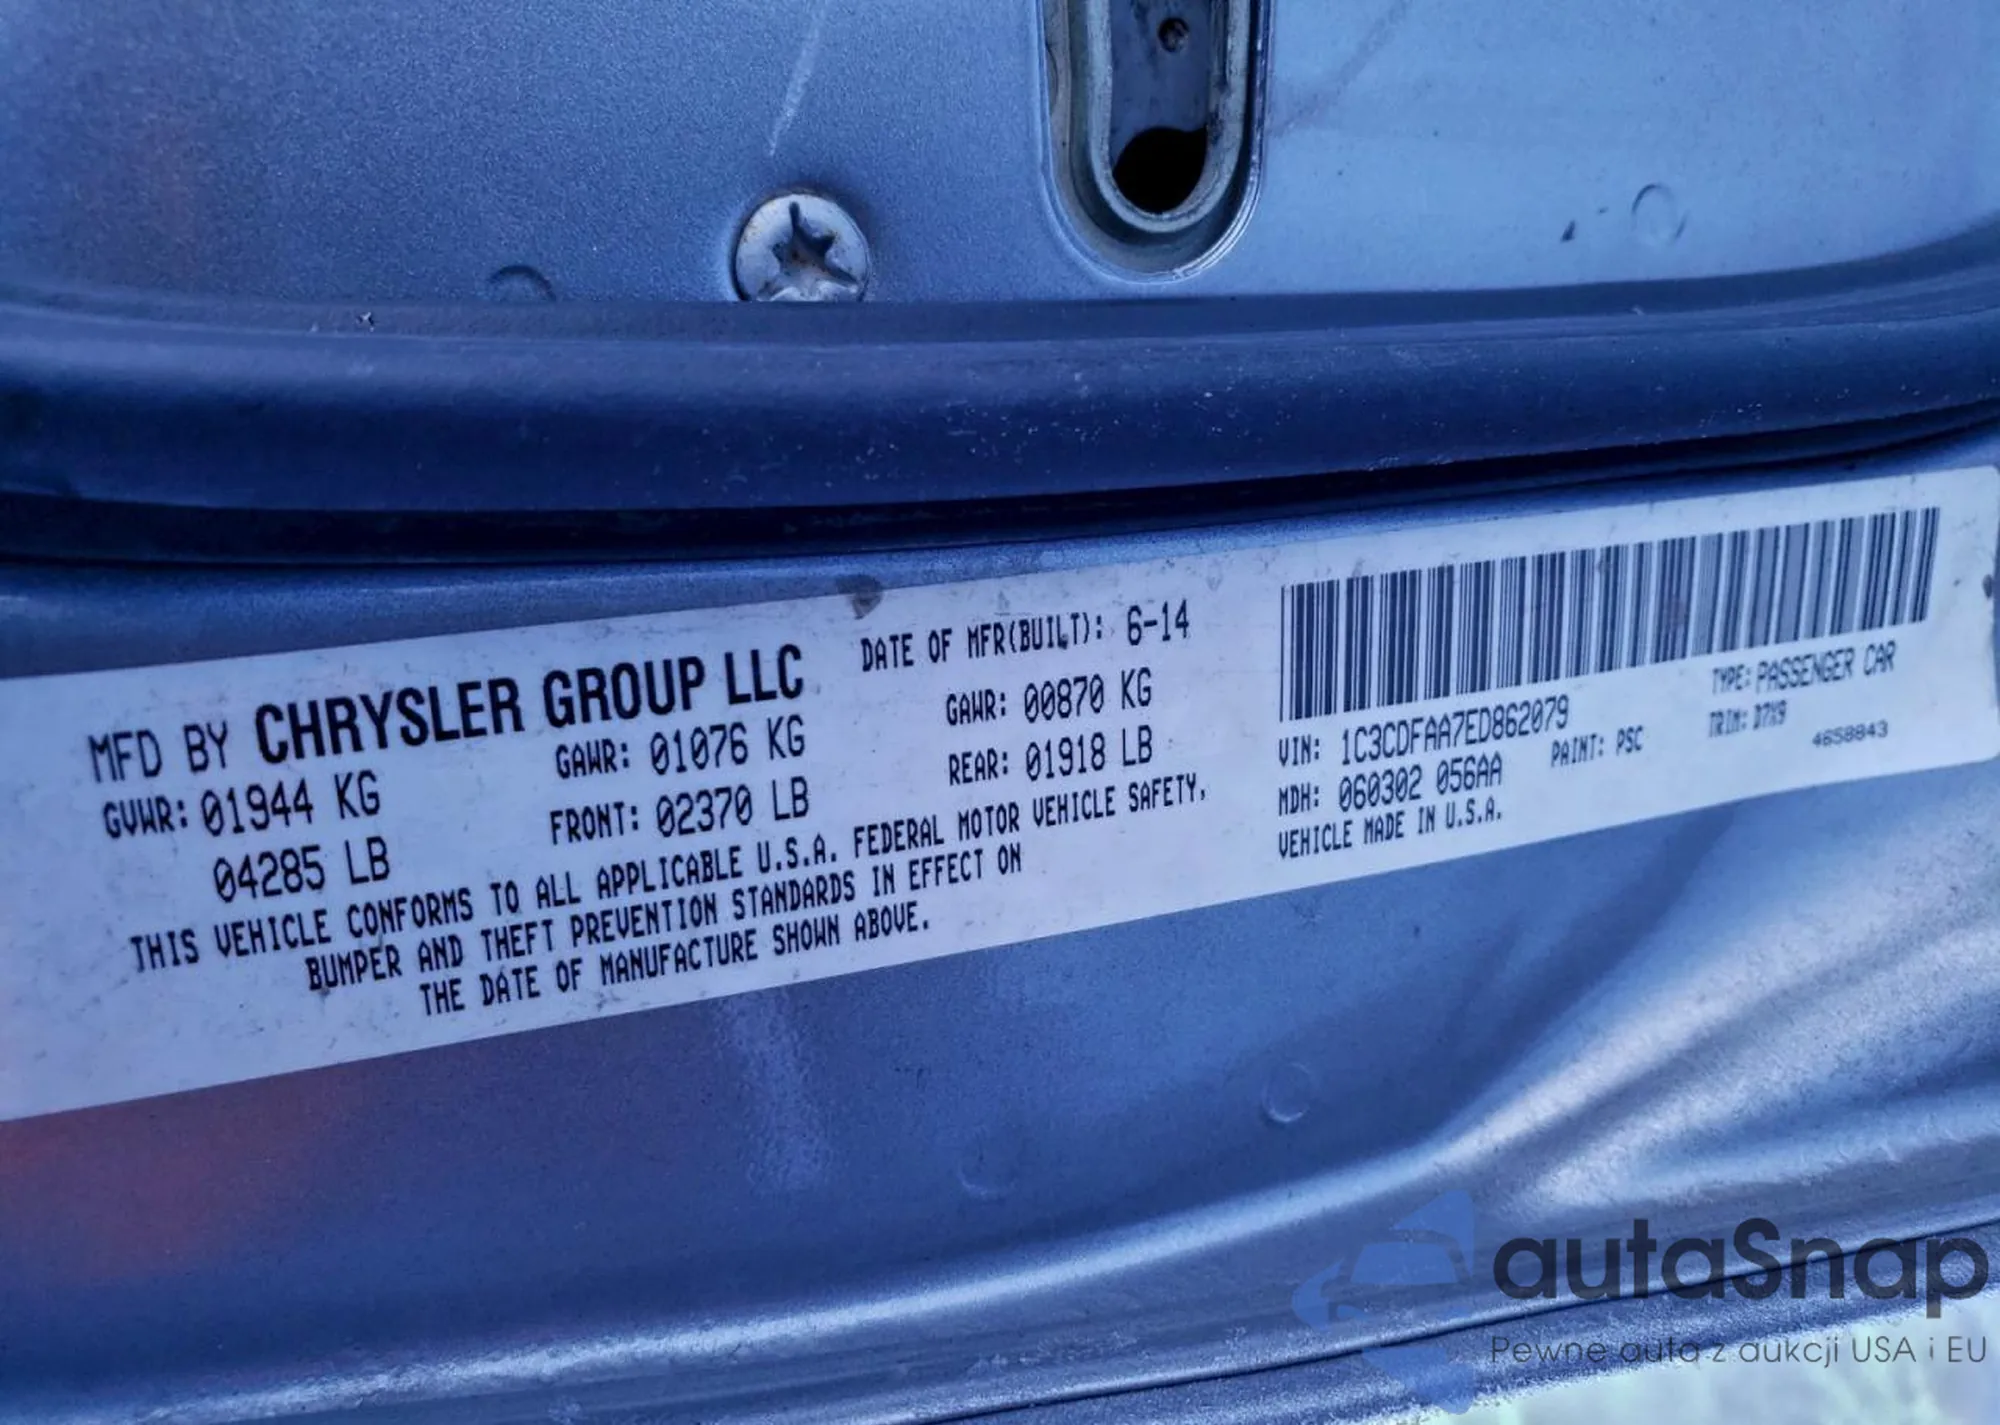 MFD BY CHRYSLER GROUP LLC
DATE OF MFR(BUILT): 6-14
GVWR: 01944 KG
04285 LB
GAWR: 01076 KG
FRONT: 02370 LB
GAWR: 00870 KG
REAR: 01918 LB
THIS VEHICLE CONFORMS TO ALL APPLICABLE U.S.A. FEDERAL MOTOR VEHICLE SAFETY,
BUMPER AND THEFT PREVENTION STANDARDS IN EFFECT ON
THE DATE OF MANUFACTURE SHOWN ABOVE.
VIN: 1C3CDFAA7ED862079
TYPE: PASSENGER CAR
MDH: 060302 056AA
PAINT: PSC
TRIM: D7X9
VEHICLE MADE IN U.S.A.
4658843
autaSnap
Pewne auta z aukcji USA i EU